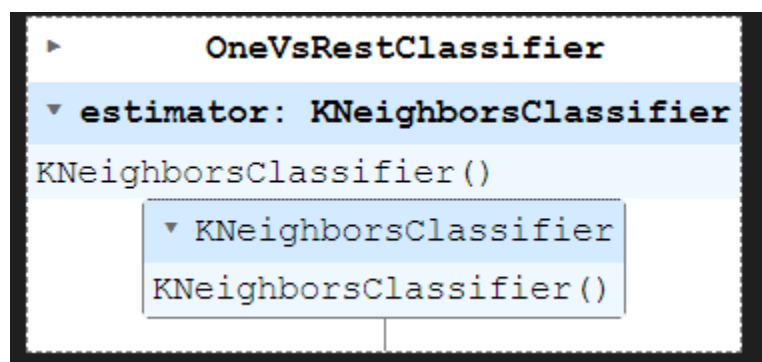 OneVsRestClassifier
estimator: KNeighborsClassifier
KNeighborsClassifier()
KNeighborsClassifier
KNeighborsClassifier()